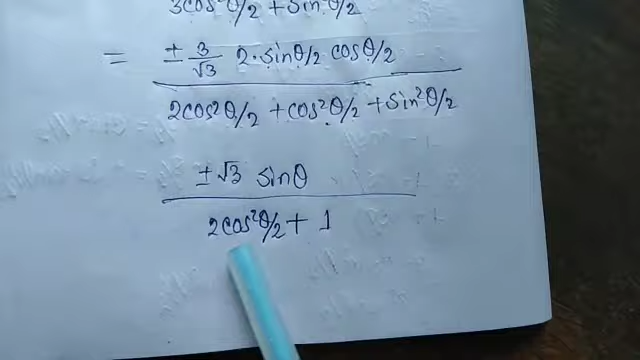 3cos²θ/2 + sin²θ/2
= ± 3/√3 2·sinθ/2 cosθ/2
2cos²θ/2 + cos²θ/2 + sin²θ/2
±√3 sinθ
2cos²θ/2 + 1